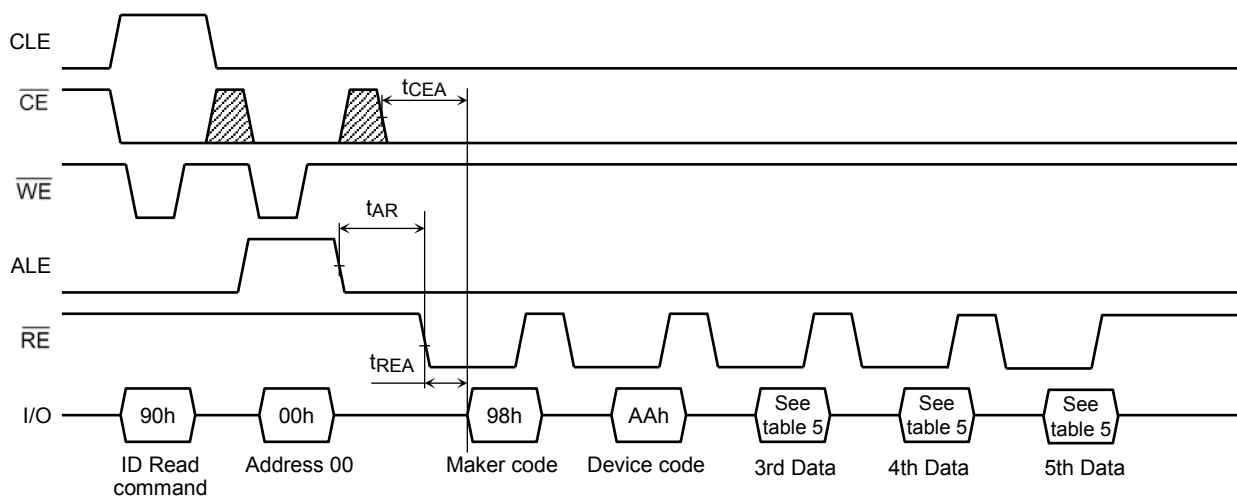 CLE
CE
tCEA
WE
tAR
ALE
RE
tREA
I/O
90h
00h
98h
AAh
See
table 5
See
table 5
See
table 5
ID Read
command
Address 00
Maker code
Device code
3rd Data
4th Data
5th Data